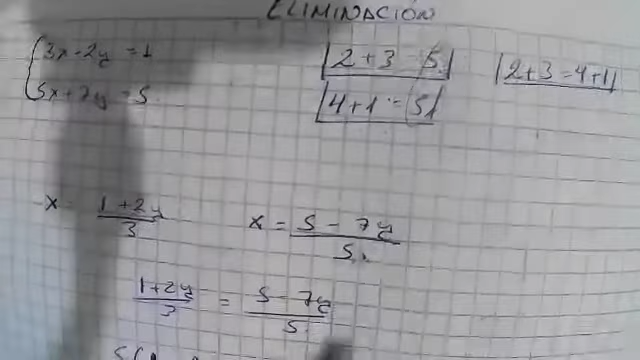 ELIMINACIÓN
3x - 2y = 1
5x + 7y = 5
2 + 3 = 5
4 + 1 = 5
2 + 3 = 4 + 1
x = 1 + 2y / 3
x = 5 - 7y / 5
1 + 2y / 3 = 5 - 7y / 5